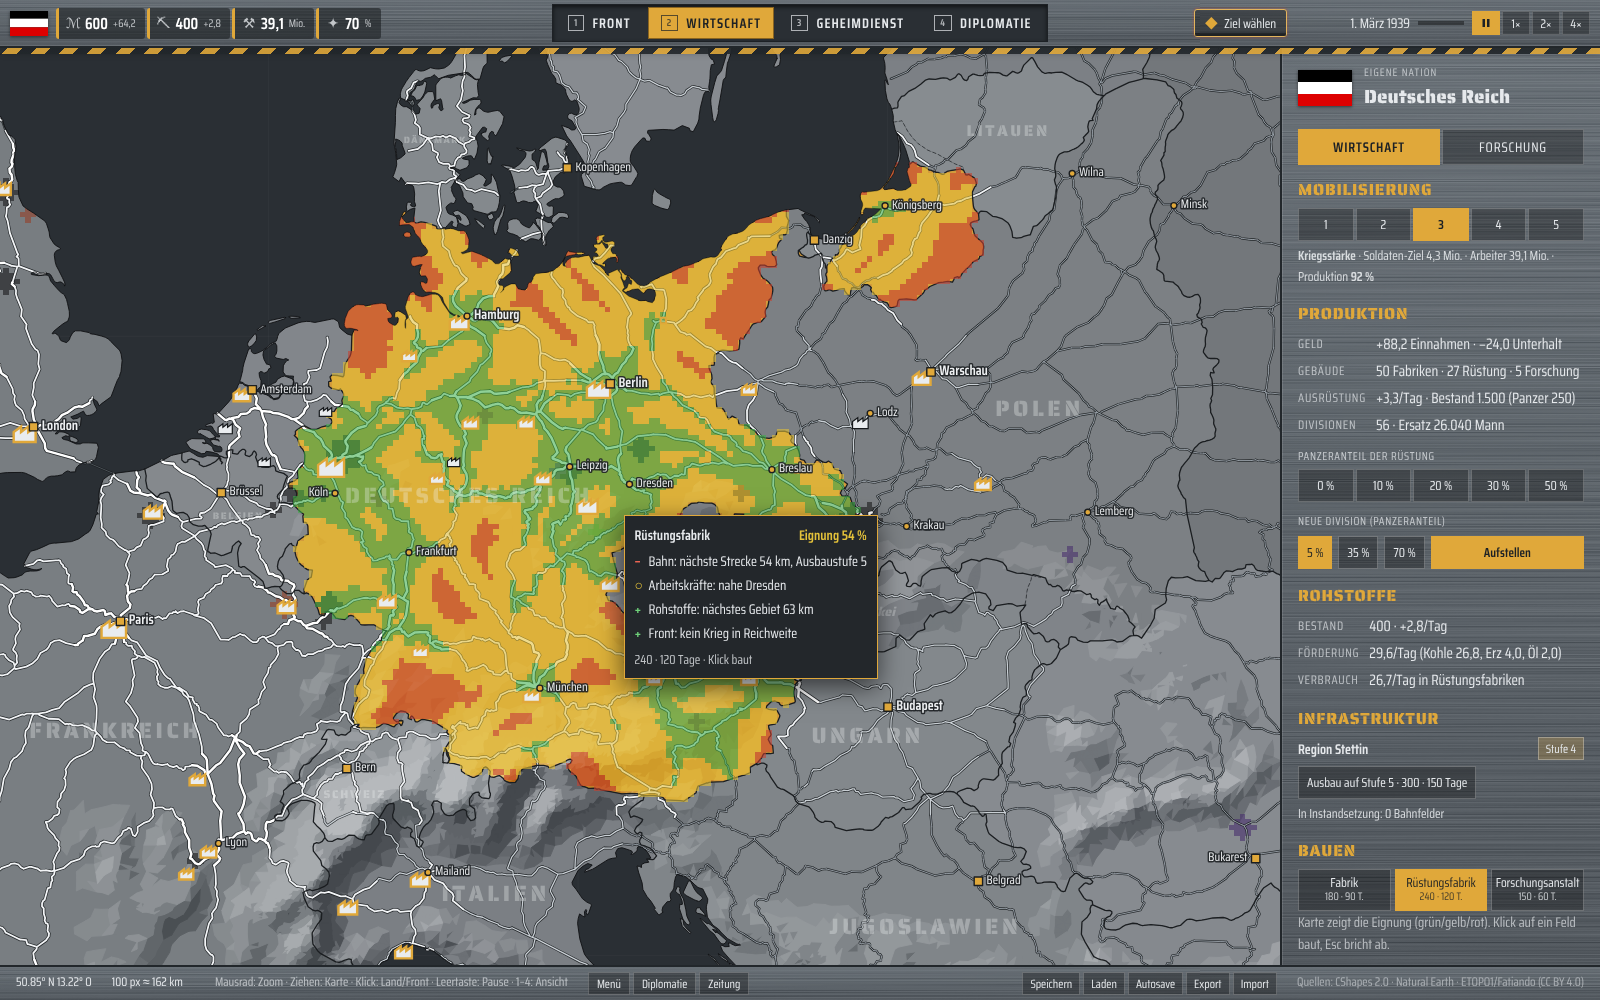 ℳ 600 +64,2
400 +2,8
39,1 Mio.
70 %
1 FRONT
2 WIRTSCHAFT
3 GEHEIMDIENST
4 DIPLOMATIE
Ziel wählen
1. März 1939
1×
2×
4×
EIGENE NATION
Deutsches Reich
WIRTSCHAFT
FORSCHUNG
MOBILISIERUNG
1 2 3 4 5
Kriegsstärke · Soldaten-Ziel 4,3 Mio. · Arbeiter 39,1 Mio. ·
Produktion 92 %
PRODUKTION
GELD +88,2 Einnahmen · −24,0 Unterhalt
GEBÄUDE 50 Fabriken · 27 Rüstung · 5 Forschung
AUSRÜSTUNG +3,3/Tag · Bestand 1.500 (Panzer 250)
DIVISIONEN 56 · Ersatz 26.040 Mann
PANZERANTEIL DER RÜSTUNG
0 % 10 % 20 % 30 % 50 %
NEUE DIVISION (PANZERANTEIL)
5 % 35 % 70 % Aufstellen
ROHSTOFFE
BESTAND 400 · +2,8/Tag
FÖRDERUNG 29,6/Tag (Kohle 26,8, Erz 4,0, Öl 2,0)
VERBRAUCH 26,7/Tag in Rüstungsfabriken
INFRASTRUKTUR
Region Stettin Stufe 4
Ausbau auf Stufe 5 · 300 · 150 Tage
In Instandsetzung: 0 Bahnfelder
BAUEN
Fabrik
180 · 90 T.
Rüstungsfabrik
240 · 120 T.
Forschungsanstalt
150 · 60 T.
Karte zeigt die Eignung (grün/gelb/rot). Klick auf ein Feld
baut, Esc bricht ab.
LITAUEN
DÄNEMARK
Kopenhagen
Wilna
Minsk
Königsberg
Danzig
Hamburg
Amsterdam
Berlin
Warschau
POLEN
Lodz
London
Leipzig
Breslau
Dresden
Brüssel
BELGIEN
Köln
DEUTSCHES REICH
Krakau
Lemberg
Frankfurt
Rüstungsfabrik Eignung 54 %
− Bahn: nächste Strecke 54 km, Ausbaustufe 5
○ Arbeitskräfte: nahe Dresden
+ Rohstoffe: nächstes Gebiet 63 km
+ Front: kein Krieg in Reichweite
240 · 120 Tage · Klick baut
Paris
München
Budapest
FRANKREICH
UNGARN
Bern
SCHWEIZ
Lyon
Mailand
ITALIEN
Bukarest
Belgrad
JUGOSLAWIEN
50.85° N 13.22° O
100 px ≈ 162 km
Mausrad: Zoom · Ziehen: Karte · Klick: Land/Front · Leertaste: Pause · 1–4: Ansicht
Menü
Diplomatie
Zeitung
Speichern
Laden
Autosave
Export
Import
Quellen: CShapes 2.0 · Natural Earth · ETOPO1/Fatiando (CC BY 4.0)